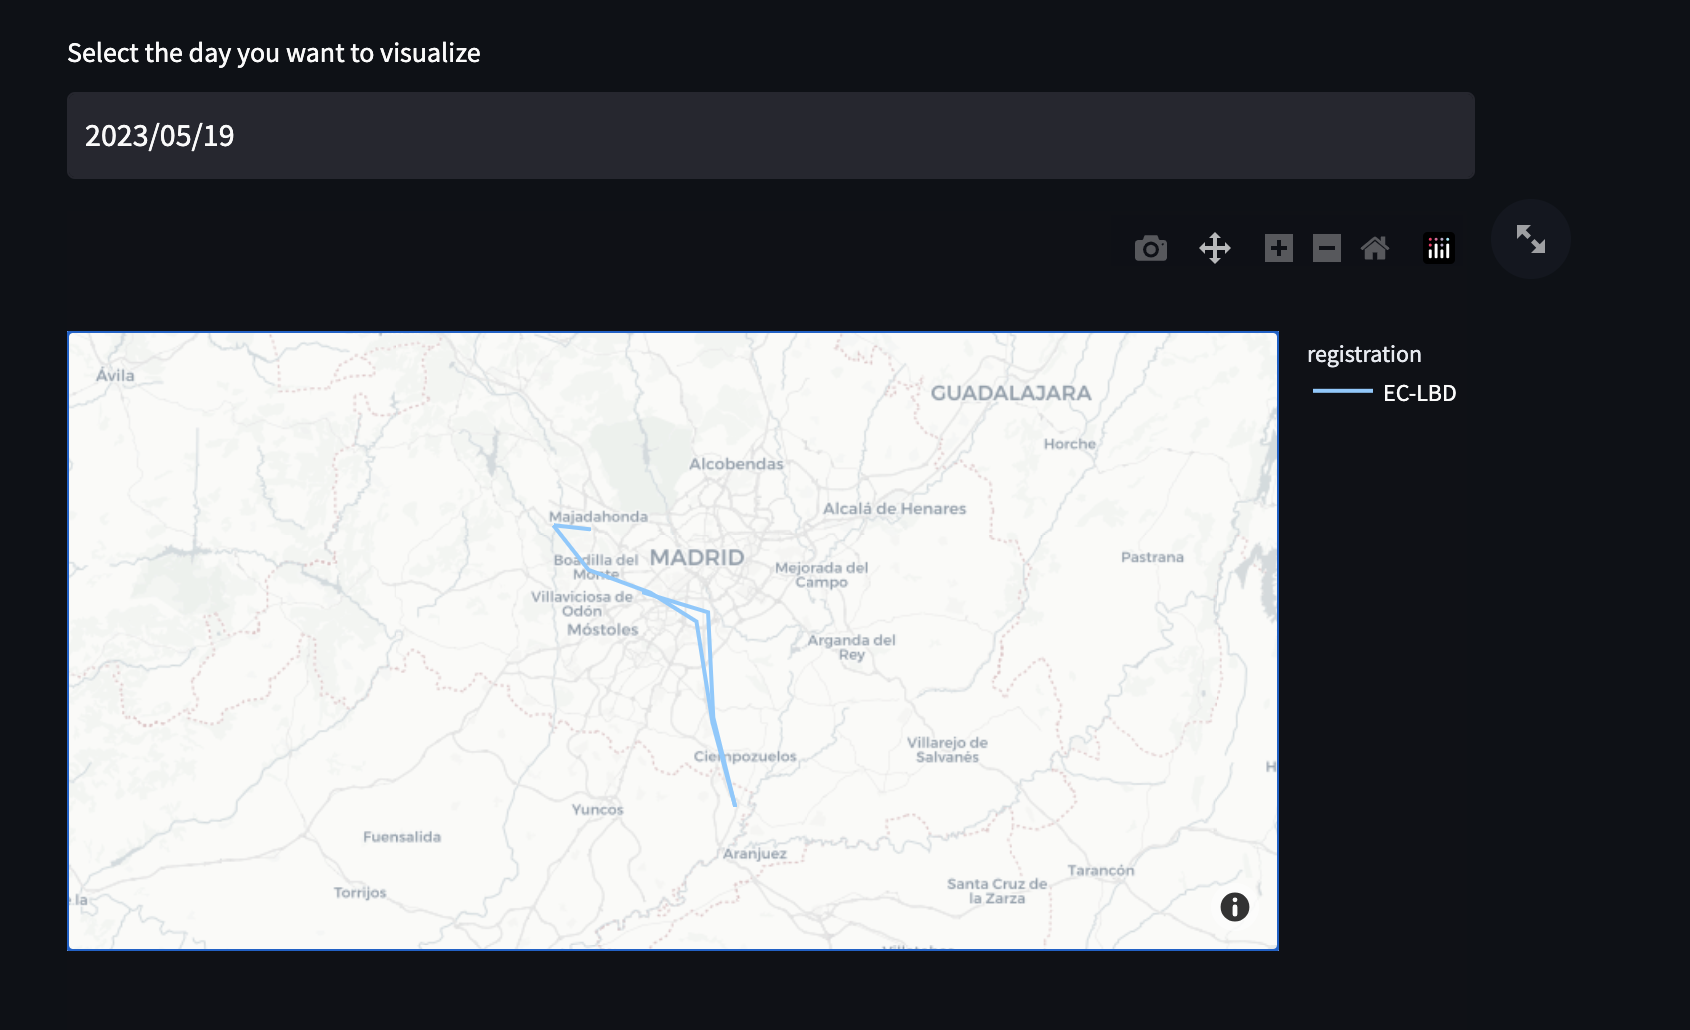 Select the day you want to visualize
2023/05/19
registration
EC-LBD
Ávila
GUADALAJARA
Horche
Alcobendas
Alcalá de Henares
Majadahonda
MADRID
Pastrana
Boadilla del
Monte
Mejorada del
Campo
Villaviciosa de
Odón
Móstoles
Arganda del
Rey
Villarejo de
Salvanés
Ciempozuelos
H
Yuncos
Fuensalida
Aranjuez
Tarancón
Santa Cruz de
la Zarza
Torrijos
la